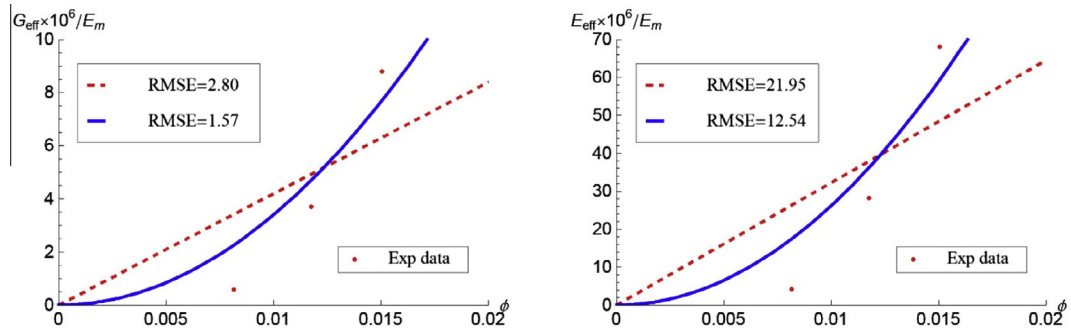 G_eff×10^6/E_m
10
8
6
4
2
0
RMSE=2.80
RMSE=1.57
Exp data
0 0.005 0.01 0.015 0.02 ϕ
E_eff×10^6/E_m
70
60
50
40
30
20
10
0
RMSE=21.95
RMSE=12.54
Exp data
0 0.005 0.01 0.015 0.02 ϕ